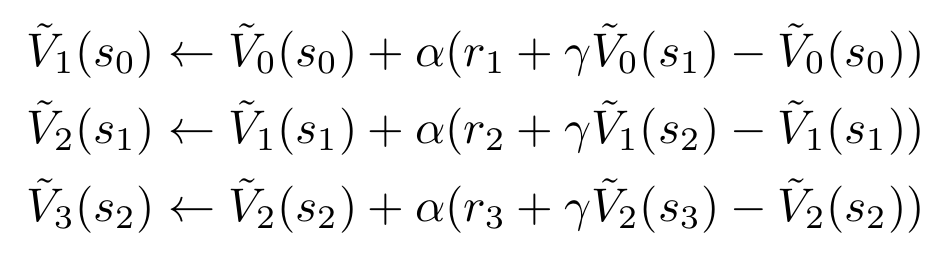 Ṽ₁(s₀) ← Ṽ₀(s₀) + α(r₁ + γṼ₀(s₁) − Ṽ₀(s₀))
Ṽ₂(s₁) ← Ṽ₁(s₁) + α(r₂ + γṼ₁(s₂) − Ṽ₁(s₁))
Ṽ₃(s₂) ← Ṽ₂(s₂) + α(r₃ + γṼ₂(s₃) − Ṽ₂(s₂))